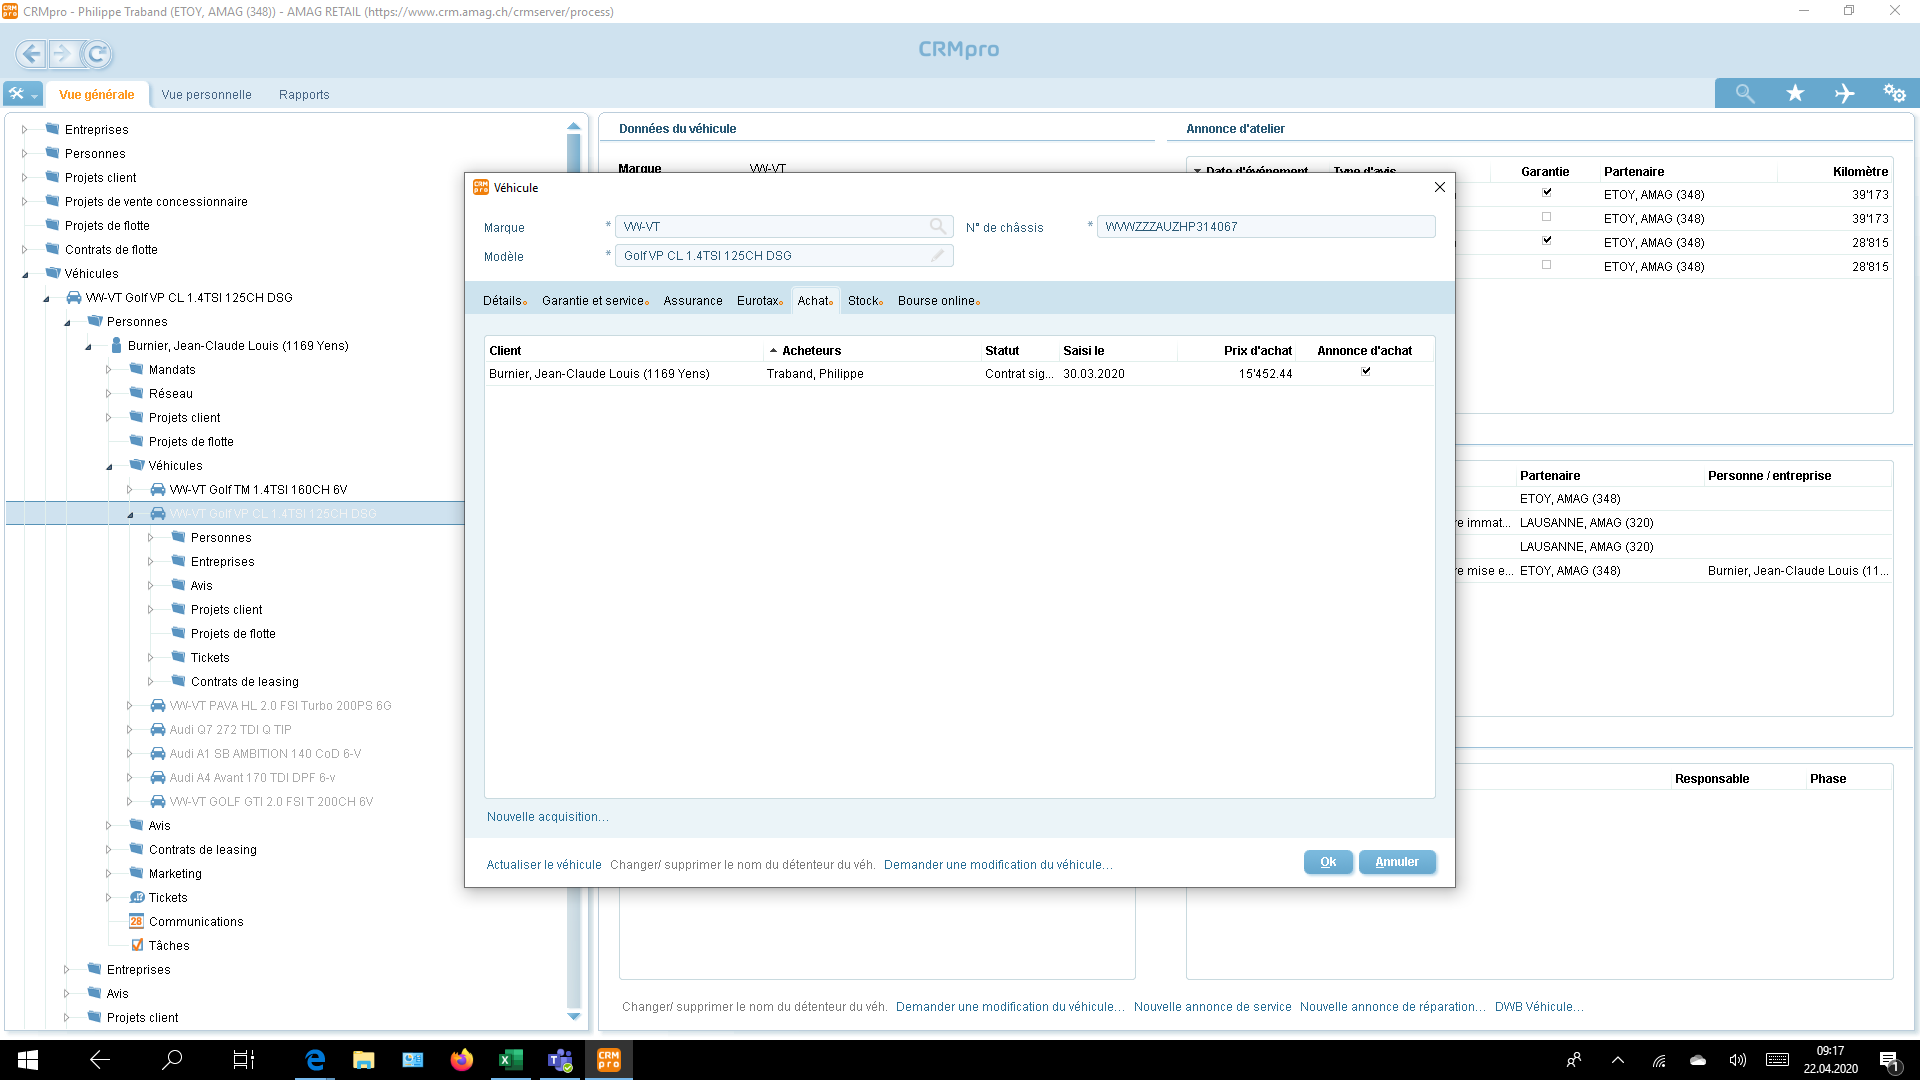 CRMpro - Philippe Traband (ETOY, AMAG (348)) - AMAG RETAIL (https://www.crm.amag.ch/crmserver/process)
CRMpro
Vue générale
Vue personnelle
Rapports
Entreprises
Personnes
Projets client
Projets de vente concessionnaire
Projets de flotte
Contrats de flotte
Véhicules
VW-VT Golf VP CL 1.4TSI 125CH DSG
Personnes
Burnier, Jean-Claude Louis (1169 Yens)
Mandats
Réseau
Projets client
Projets de flotte
Véhicules
VW-VT Golf TM 1.4TSI 160CH 6V
VW-VT Golf VP CL 1.4TSI 125CH DSG
Personnes
Entreprises
Avis
Projets client
Projets de flotte
Tickets
Contrats de leasing
VW-VT PAVA HL 2.0 FSI Turbo 200PS 6G
Audi Q7 272 TDI Q TIP
Audi A1 SB AMBITION 140 CoD 6-V
Audi A4 Avant 170 TDI DPF 6-v
VW-VT GOLF GTI 2.0 FSI T 200CH 6V
Avis
Contrats de leasing
Marketing
Tickets
28 Communications
Tâches
Entreprises
Avis
Projets client
Données du véhicule
Marque VW-VT
Annonce d'atelier
Date d'événement Type d'avis Garantie Partenaire Kilomètre
ETOY, AMAG (348) 39'173
ETOY, AMAG (348) 39'173
ETOY, AMAG (348) 28'815
ETOY, AMAG (348) 28'815
Partenaire Personne / entreprise
ETOY, AMAG (348)
re immat... LAUSANNE, AMAG (320)
LAUSANNE, AMAG (320)
re mise e... ETOY, AMAG (348) Burnier, Jean-Claude Louis (11...
Responsable Phase
CRM pro Véhicule
Marque * VW-VT N° de châssis * WVWZZZAUZHP314067
Modèle * Golf VP CL 1.4TSI 125CH DSG
Détails Garantie et service Assurance Eurotax Achat Stock Bourse online
Client Acheteurs Statut Saisi le Prix d'achat Annonce d'achat
Burnier, Jean-Claude Louis (1169 Yens) Traband, Philippe Contrat sig... 30.03.2020 15'452.44
Nouvelle acquisition...
Actualiser le véhicule Changer/ supprimer le nom du détenteur du véh. Demander une modification du véhicule...
Ok Annuler
Changer/ supprimer le nom du détenteur du véh. Demander une modification du véhicule... Nouvelle annonce de service Nouvelle annonce de réparation... DWB Véhicule...
CRM pro
09:17
22.04.2020
1